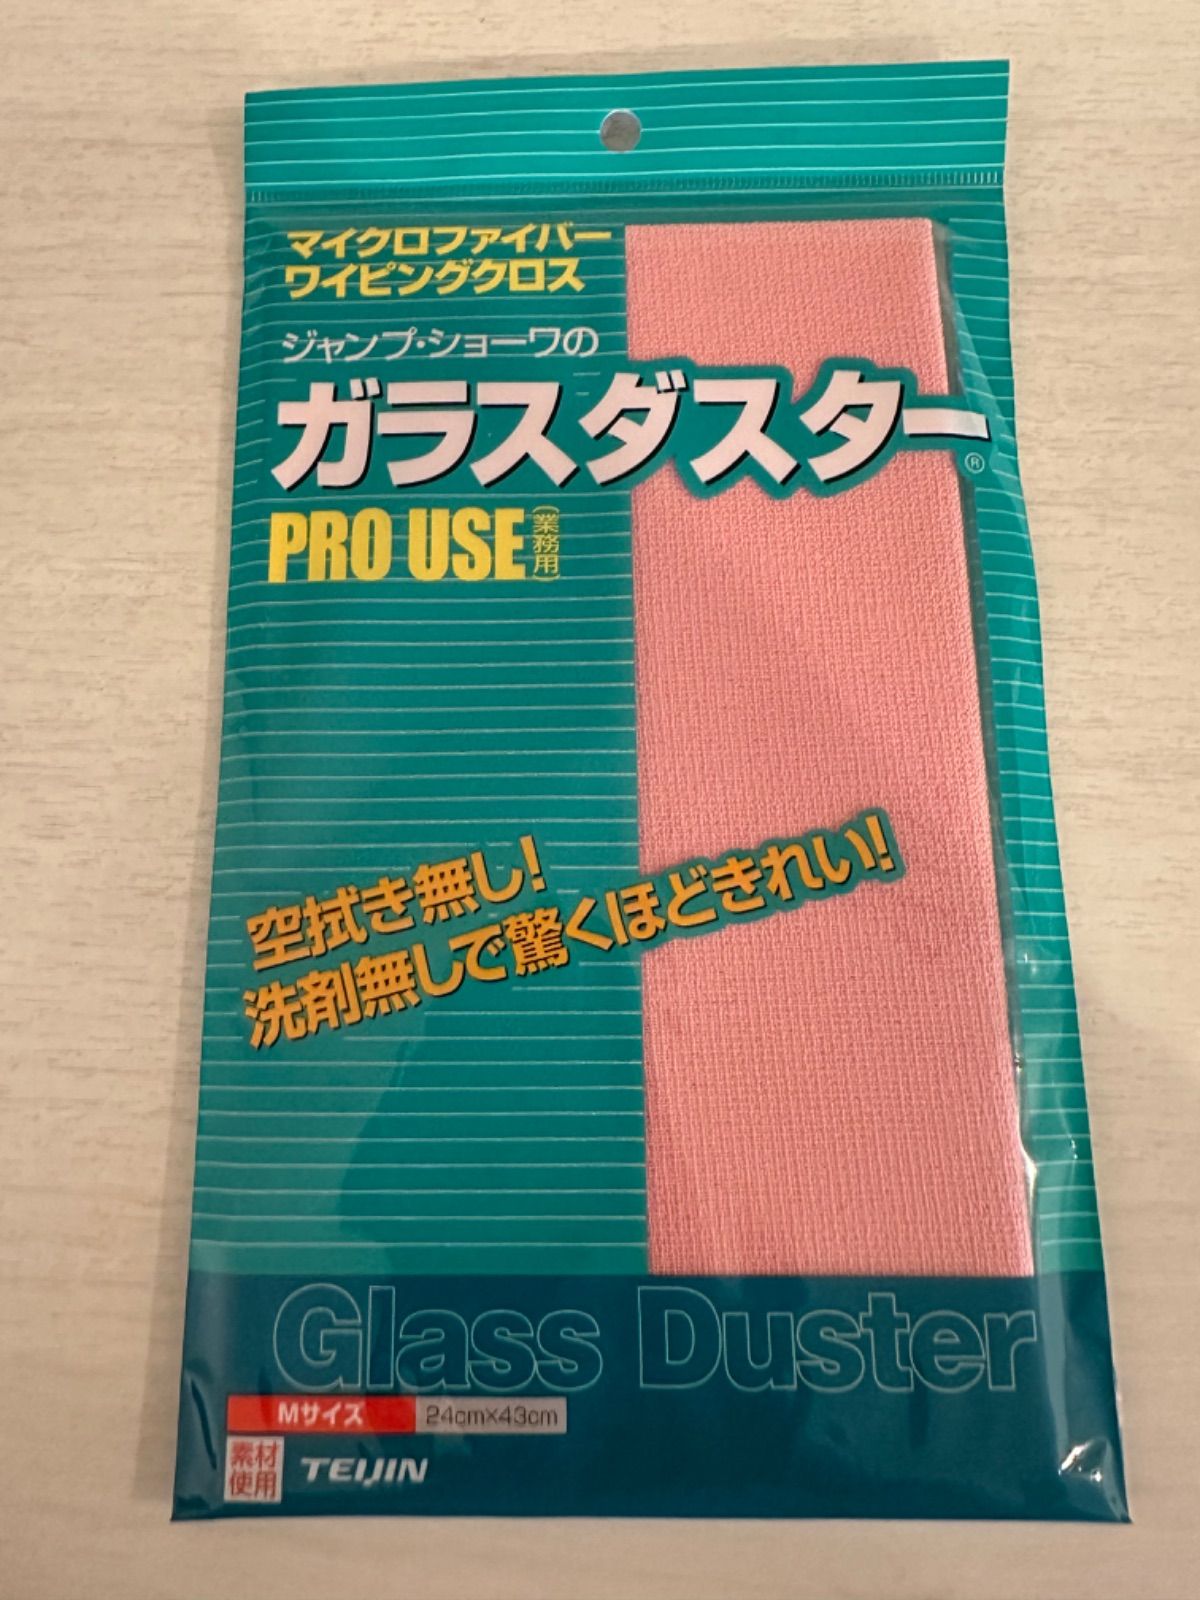 マイクロファイバー
ワイピングクロス
ジャンプ・ショーワの
ガラスダスター®
PRO USE (業務用)
空拭き無し!
洗剤無しで驚くほどきれい!
Glass Duster
Mサイズ 24cm×43cm
素材
使用 TEIJIN